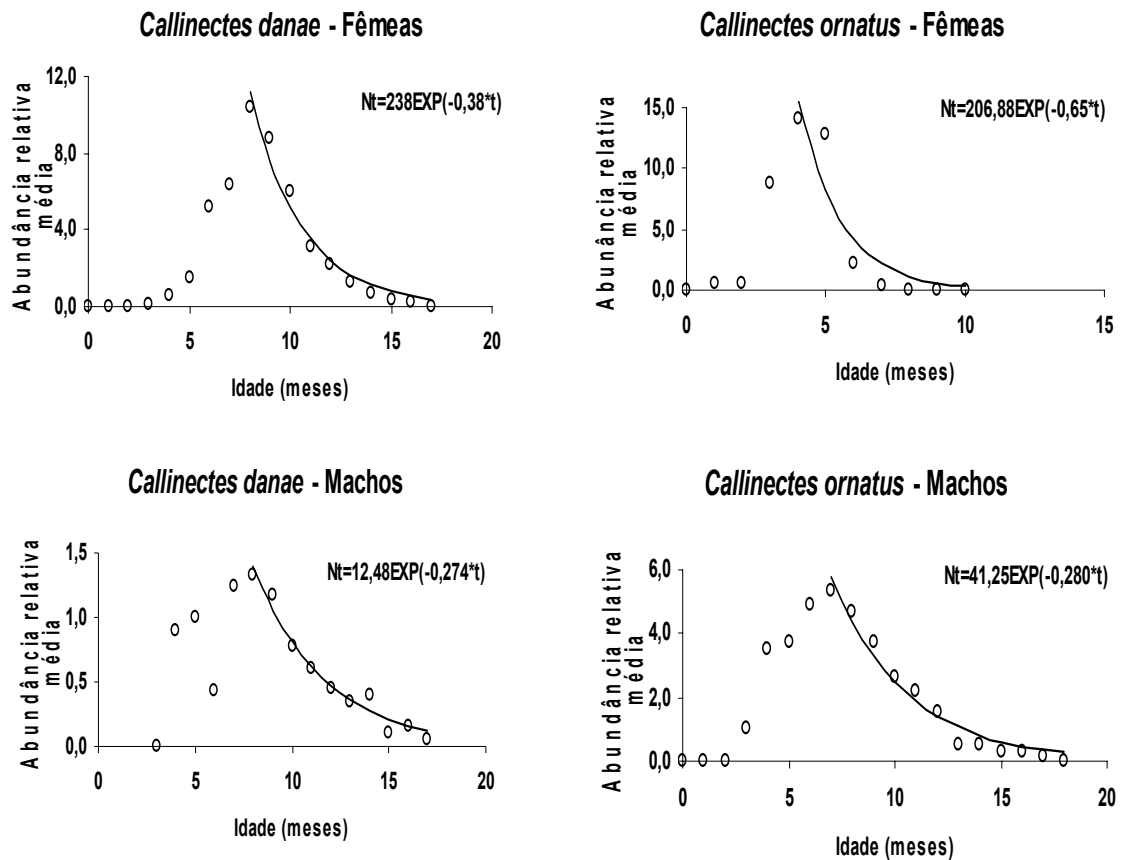 Callinectes danae - Fêmeas
Nt=238EXP(-0,38*t)
Abundância relativa
média
12,0
8,0
4,0
0,0
0 5 10 15 20
Idade (meses)
Callinectes ornatus - Fêmeas
Nt=206,88EXP(-0,65*t)
Abunância relativa
média
15,0
10,0
5,0
0,0
0 5 10 15
Idade (meses)
Callinectes danae - Machos
Nt=12,48EXP(-0,274*t)
Abundância relativa
média
1,5
1,0
0,5
0,0
0 5 10 15 20
Idade (meses)
Callinectes ornatus - Machos
Nt=41,25EXP(-0,280*t)
Abundância relativa
média
6,0
4,0
2,0
0,0
0 5 10 15 20
Idade (meses)